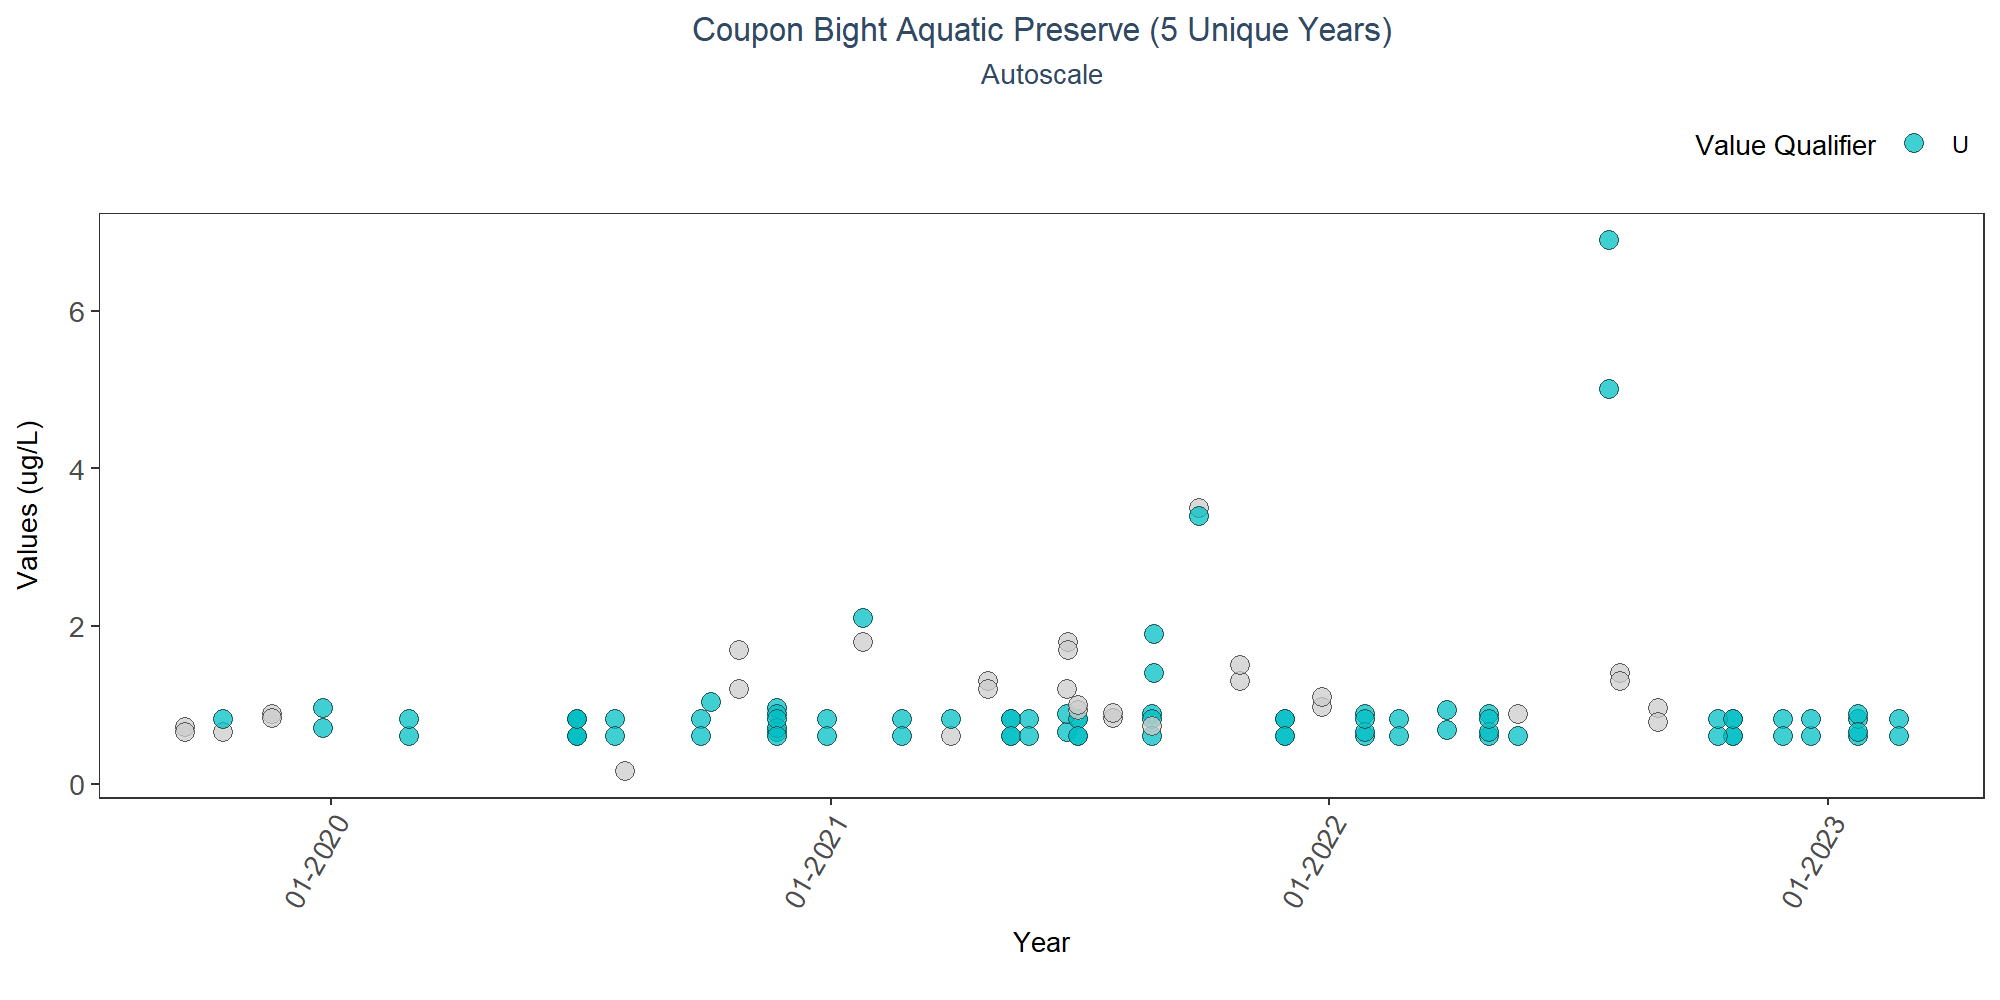 Coupon Bight Aquatic Preserve (5 Unique Years)
Autoscale
Value Qualifier U
Values (ug/L)
6
4
2
0
01-2020
01-2021
01-2022
01-2023
Year